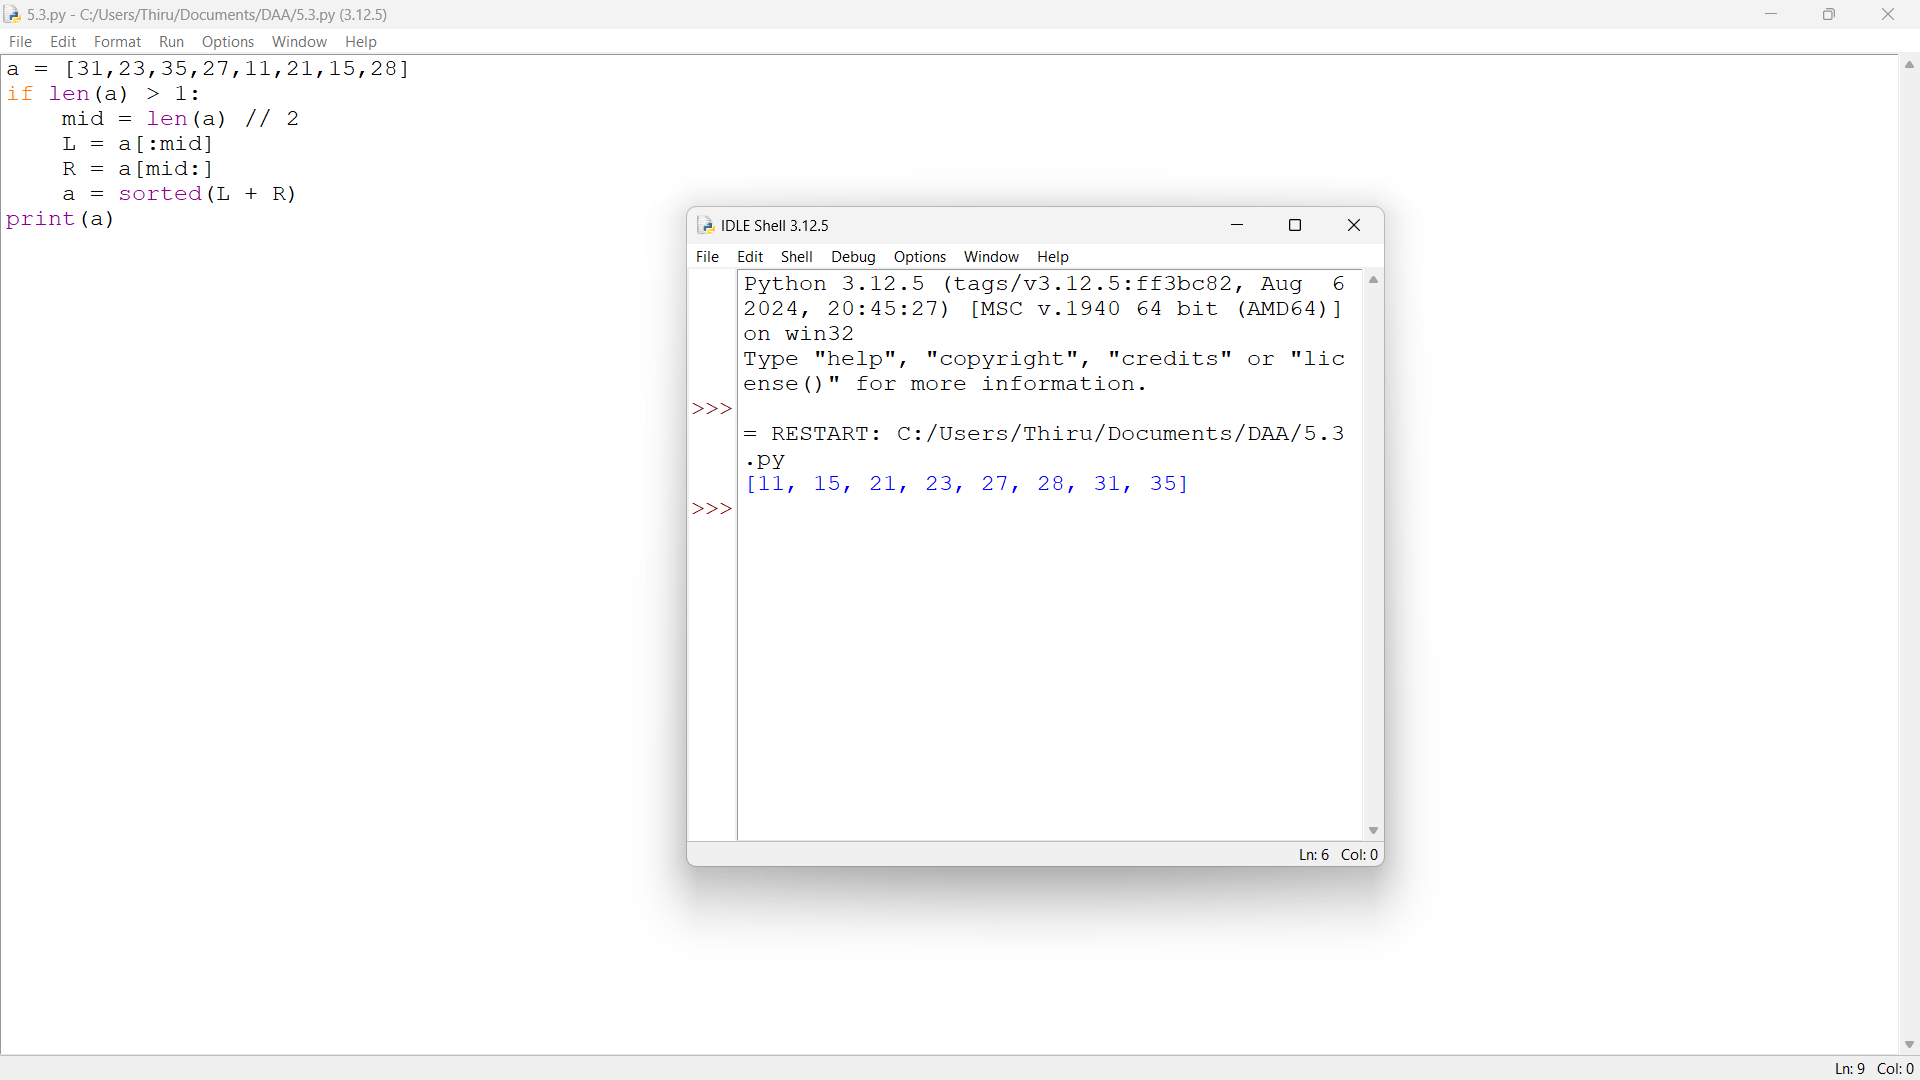 5.3.py - C:/Users/Thiru/Documents/DAA/5.3.py (3.12.5)
File Edit Format Run Options Window Help
a = [31,23,35,27,11,21,15,28]
if len(a) > 1:
    mid = len(a) // 2
    L = a[:mid]
    R = a[mid:]
    a = sorted(L + R)
print(a)
IDLE Shell 3.12.5
File Edit Shell Debug Options Window Help
Python 3.12.5 (tags/v3.12.5:ff3bc82, Aug  6
2024, 20:45:27) [MSC v.1940 64 bit (AMD64)]
on win32
Type "help", "copyright", "credits" or "lic
ense()" for more information.
>>>
= RESTART: C:/Users/Thiru/Documents/DAA/5.3
.py
[11, 15, 21, 23, 27, 28, 31, 35]
>>>
Ln: 6 Col: 0
Ln: 9 Col: 0